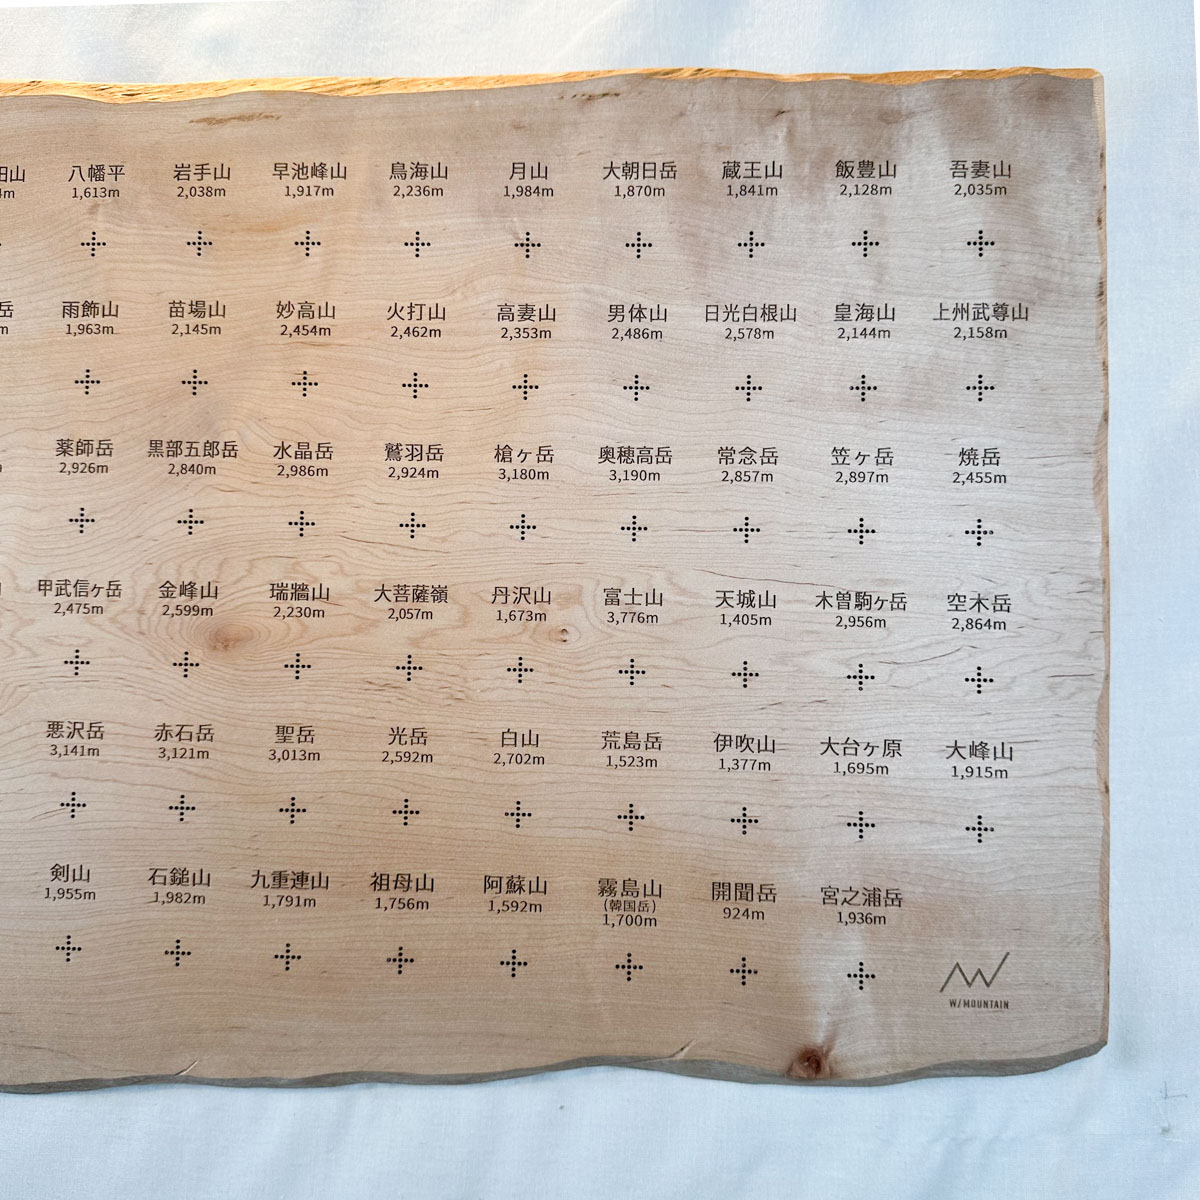 八幡平 岩手山 早池峰山 鳥海山 月山 大朝日岳 蔵王山 飯豊山 吾妻山
1,613m 2,038m 1,917m 2,236m 1,984m 1,870m 1,841m 2,128m 2,035m
雨飾山 苗場山 妙高山 火打山 高妻山 男体山 日光白根山 皇海山 上州武尊山
1,963m 2,145m 2,454m 2,462m 2,353m 2,486m 2,578m 2,144m 2,158m
薬師岳 黒部五郎岳 水晶岳 鷲羽岳 槍ヶ岳 奥穂高岳 常念岳 笠ヶ岳 焼岳
2,926m 2,840m 2,986m 2,924m 3,180m 3,190m 2,857m 2,897m 2,455m
甲武信ヶ岳 金峰山 瑞牆山 大菩薩嶺 丹沢山 富士山 天城山 木曽駒ヶ岳 空木岳
2,475m 2,599m 2,230m 2,057m 1,673m 3,776m 1,405m 2,956m 2,864m
悪沢岳 赤石岳 聖岳 光岳 白山 荒島岳 伊吹山 大台ヶ原 大峰山
3,141m 3,121m 3,013m 2,592m 2,702m 1,523m 1,377m 1,695m 1,915m
剣山 石鎚山 九重連山 祖母山 阿蘇山 霧島山 開聞岳 宮之浦岳
(韓国岳)
1,955m 1,982m 1,791m 1,756m 1,592m 1,700m 924m 1,936m
W/MOUNTAIN